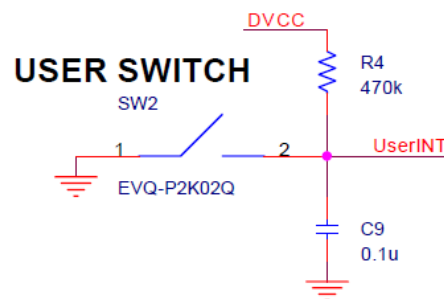 DVCC
USER SWITCH
R4
470k
SW2
1
2
UserINT
EVQ-P2K02Q
C9
0.1u